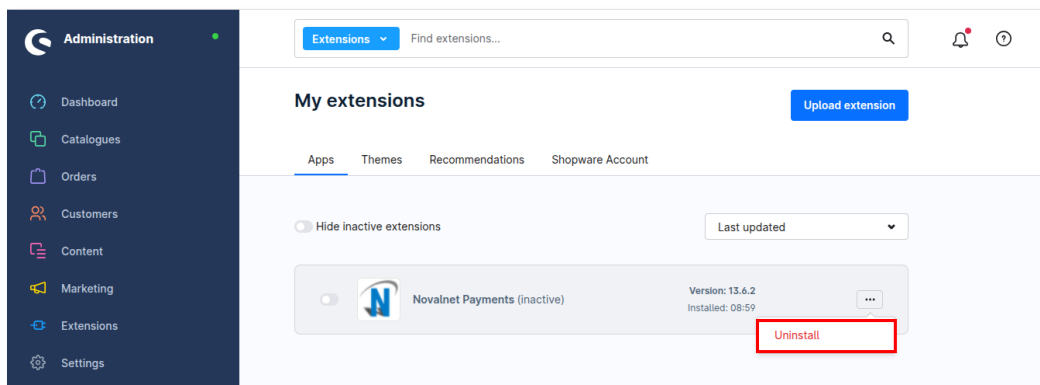 Administration
Extensions
Find extensions...
Dashboard
Catalogues
Orders
Customers
Content
Marketing
Extensions
Settings
My extensions
Upload extension
Apps
Themes
Recommendations
Shopware Account
Hide inactive extensions
Last updated
N
Novalnet Payments (inactive)
Version: 13.6.2
Installed: 08:59
Uninstall